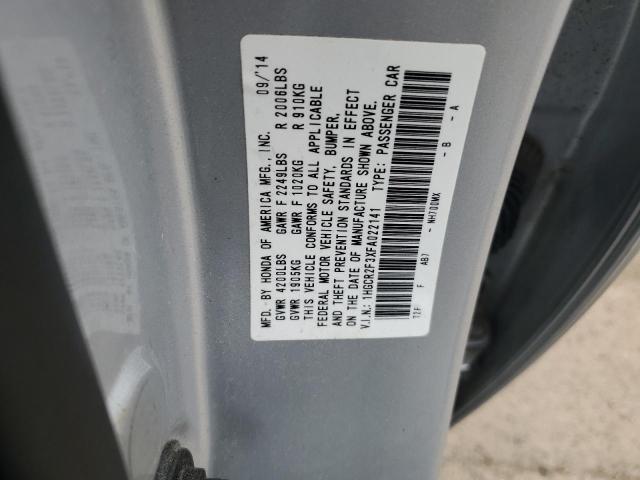 MFD. BY HONDA OF AMERICA MFG., INC. 09/'14
GVWR 4200LBS GAWR F 2249LBS R 2006LBS
GVWR 1905KG GAWR F 1020KG R 910KG
THIS VEHICLE CONFORMS TO ALL APPLICABLE
FEDERAL MOTOR VEHICLE SAFETY, BUMPER,
AND THEFT PREVENTION STANDARDS IN EFFECT
ON THE DATE OF MANUFACTURE SHOWN ABOVE.
V.I.N.: 1HGCR2F3XFA022141 TYPE: PASSENGER CAR
T2F F AB7 - NH700MX - B - A